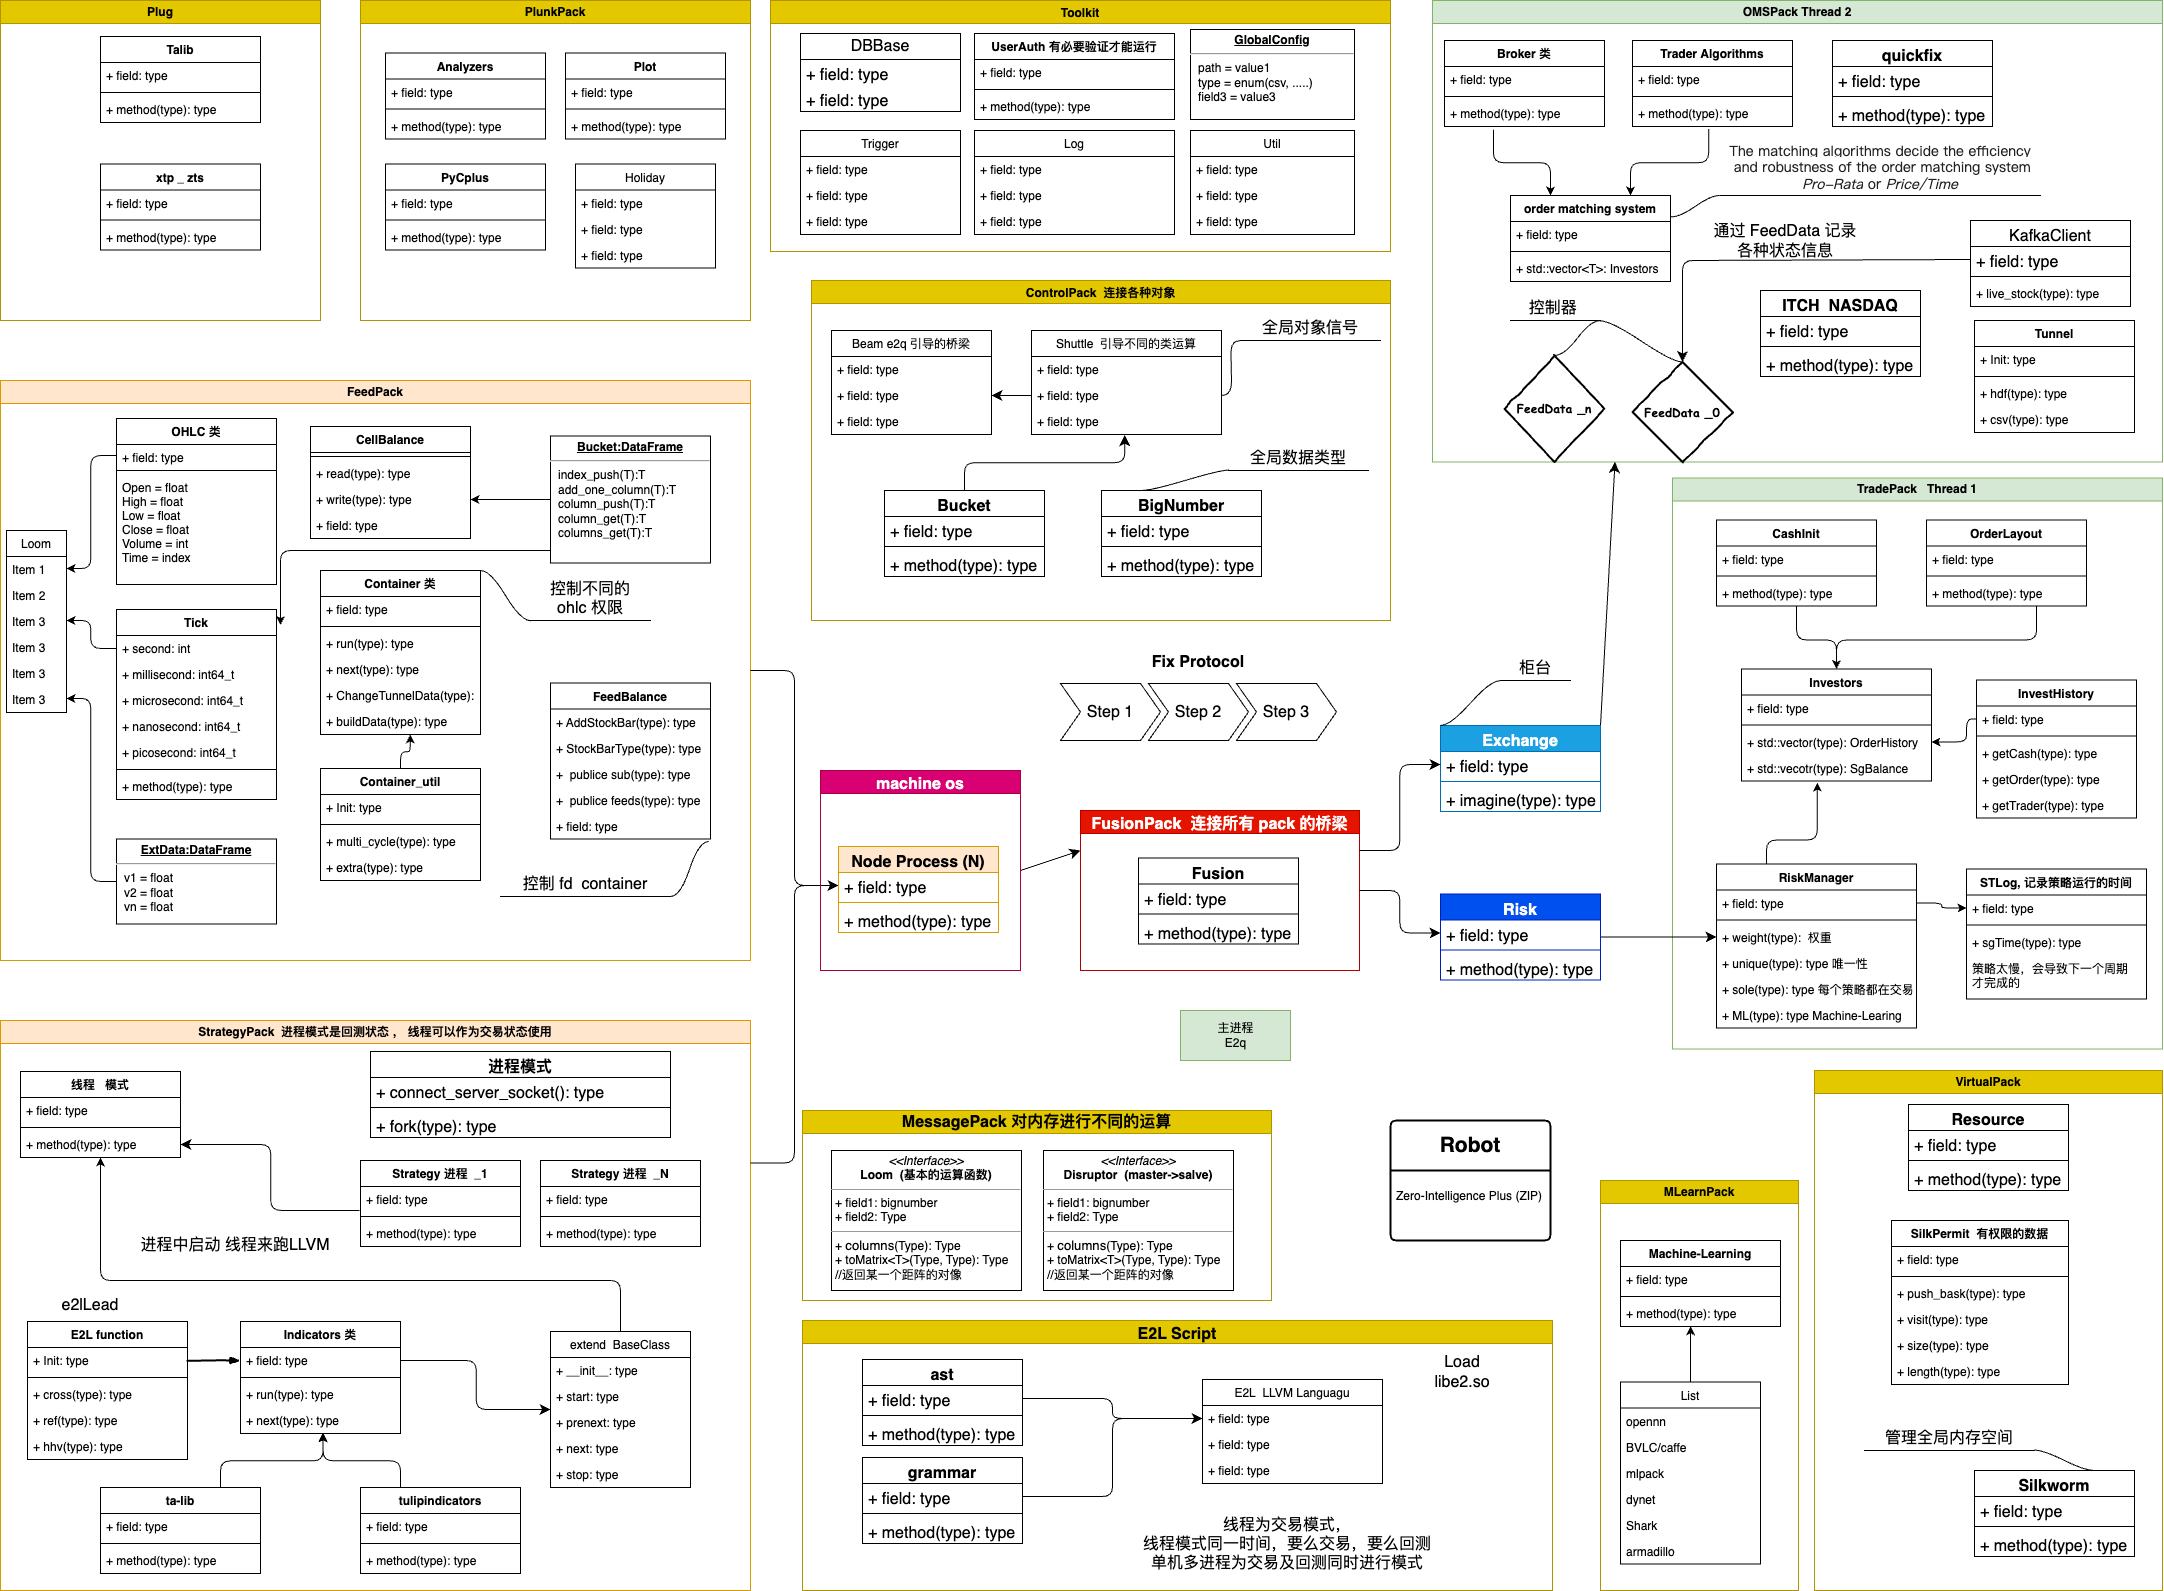 Plug
Talib
+ field: type
+ method(type): type
xtp _ zts
+ field: type
+ method(type): type
PlunkPack
Analyzers
+ field: type
+ method(type): type
Plot
+ field: type
+ method(type): type
PyCplus
+ field: type
+ method(type): type
Holiday
+ field: type
+ field: type
+ field: type
Toolkit
DBBase
+ field: type
+ field: type
UserAuth 有必要验证才能运行
+ field: type
+ method(type): type
GlobalConfig
path = value1
type = enum(csv, .....)
field3 = value3
Trigger
+ field: type
+ field: type
+ field: type
Log
+ field: type
+ field: type
+ field: type
Util
+ field: type
+ field: type
+ field: type
OMSPack Thread 2
Broker 类
+ field: type
+ method(type): type
Trader Algorithms
+ field: type
+ method(type): type
quickfix
+ field: type
+ method(type): type
The matching algorithms decide the efficiency
and robustness of the order matching system
Pro-Rata or Price/Time
order matching system
+ field: type
+ std::vector<T>: Investors
通过 FeedData 记录
各种状态信息
KafkaClient
+ field: type
+ live_stock(type): type
控制器
ITCH NASDAQ
+ field: type
+ method(type): type
Tunnel
+ Init: type
+ hdf(type): type
+ csv(type): type
FeedData _n
FeedData _0
ControlPack 连接各种对象
Beam e2q 引导的桥梁
+ field: type
+ field: type
+ field: type
Shuttle 引导不同的类运算
+ field: type
+ field: type
+ field: type
全局对象信号
全局数据类型
Bucket
+ field: type
+ method(type): type
BigNumber
+ field: type
+ method(type): type
FeedPack
OHLC 类
+ field: type
Open = float
High = float
Low = float
Close = float
Volume = int
Time = index
CellBalance
+ read(type): type
+ write(type): type
+ field: type
Bucket:DataFrame
index_push(T):T
add_one_column(T):T
column_push(T):T
column_get(T):T
columns_get(T):T
Loom
Item 1
Item 2
Item 3
Item 3
Item 3
Item 3
Tick
+ second: int
+ millisecond: int64_t
+ microsecond: int64_t
+ nanosecond: int64_t
+ picosecond: int64_t
+ method(type): type
Container 类
+ field: type
+ run(type): type
+ next(type): type
+ ChangeTunnelData(type):
+ buildData(type): type
控制不同的
ohlc 权限
Container_util
+ Init: type
+ multi_cycle(type): type
+ extra(type): type
FeedBalance
+ AddStockBar(type): type
+ StockBarType(type): type
+ publice sub(type): type
+ publice feeds(type): type
+ field: type
ExtData:DataFrame
v1 = float
v2 = float
vn = float
控制 fd container
Fix Protocol
Step 1
Step 2
Step 3
柜台
machine os
Node Process (N)
+ field: type
+ method(type): type
FusionPack 连接所有 pack 的桥梁
Fusion
+ field: type
+ method(type): type
Exchange
+ field: type
+ imagine(type): type
Risk
+ field: type
+ method(type): type
主进程
E2q
TradePack Thread 1
CashInit
+ field: type
+ method(type): type
OrderLayout
+ field: type
+ method(type): type
Investors
+ field: type
+ std::vector(type): OrderHistory
+ std::vecotr(type): SgBalance
InvestHistory
+ field: type
+ getCash(type): type
+ getOrder(type): type
+ getTrader(type): type
RiskManager
+ field: type
+ weight(type): 权重
+ unique(type): type 唯一性
+ sole(type): type 每个策略都在交易
+ ML(type): type Machine-Learing
STLog, 记录策略运行的时间
+ field: type
+ sgTime(type): type
策略太慢，会导致下一个周期
才完成的
StrategyPack 进程模式是回测状态， 线程可以作为交易状态使用
线程 模式
+ field: type
+ method(type): type
进程模式
+ connect_server_socket(): type
+ fork(type): type
Strategy 进程 _1
+ field: type
+ method(type): type
Strategy 进程 _N
+ field: type
+ method(type): type
进程中启动 线程来跑LLVM
e2lLead
E2L function
+ Init: type
+ cross(type): type
+ ref(type): type
+ hhv(type): type
Indicators 类
+ field: type
+ run(type): type
+ next(type): type
extend BaseClass
+ __init__: type
+ start: type
+ prenext: type
+ next: type
+ stop: type
ta-lib
+ field: type
+ method(type): type
tulipindicators
+ field: type
+ method(type): type
MessagePack 对内存进行不同的运算
<<Interface>>
Loom (基本的运算函数)
+ field1: bignumber
+ field2: Type
+ columns(Type): Type
+ toMatrix<T>(Type, Type): Type
//返回某一个距阵的对像
<<Interface>>
Disruptor (master->salve)
+ field1: bignumber
+ field2: Type
+ columns(Type): Type
+ toMatrix<T>(Type, Type): Type
//返回某一个距阵的对像
Robot
Zero-Intelligence Plus (ZIP)
E2L Script
ast
+ field: type
+ method(type): type
grammar
+ field: type
+ method(type): type
E2L LLVM Languagu
+ field: type
+ field: type
+ field: type
Load
libe2.so
线程为交易模式，
线程模式同一时间，要么交易，要么回测
单机多进程为交易及回测同时进行模式
MLearnPack
Machine-Learning
+ field: type
+ method(type): type
List
opennn
BVLC/caffe
mlpack
dynet
Shark
armadillo
VirtualPack
Resource
+ field: type
+ method(type): type
SilkPermit 有权限的数据
+ field: type
+ push_bask(type): type
+ visit(type): type
+ size(type): type
+ length(type): type
管理全局内存空间
Silkworm
+ field: type
+ method(type): type